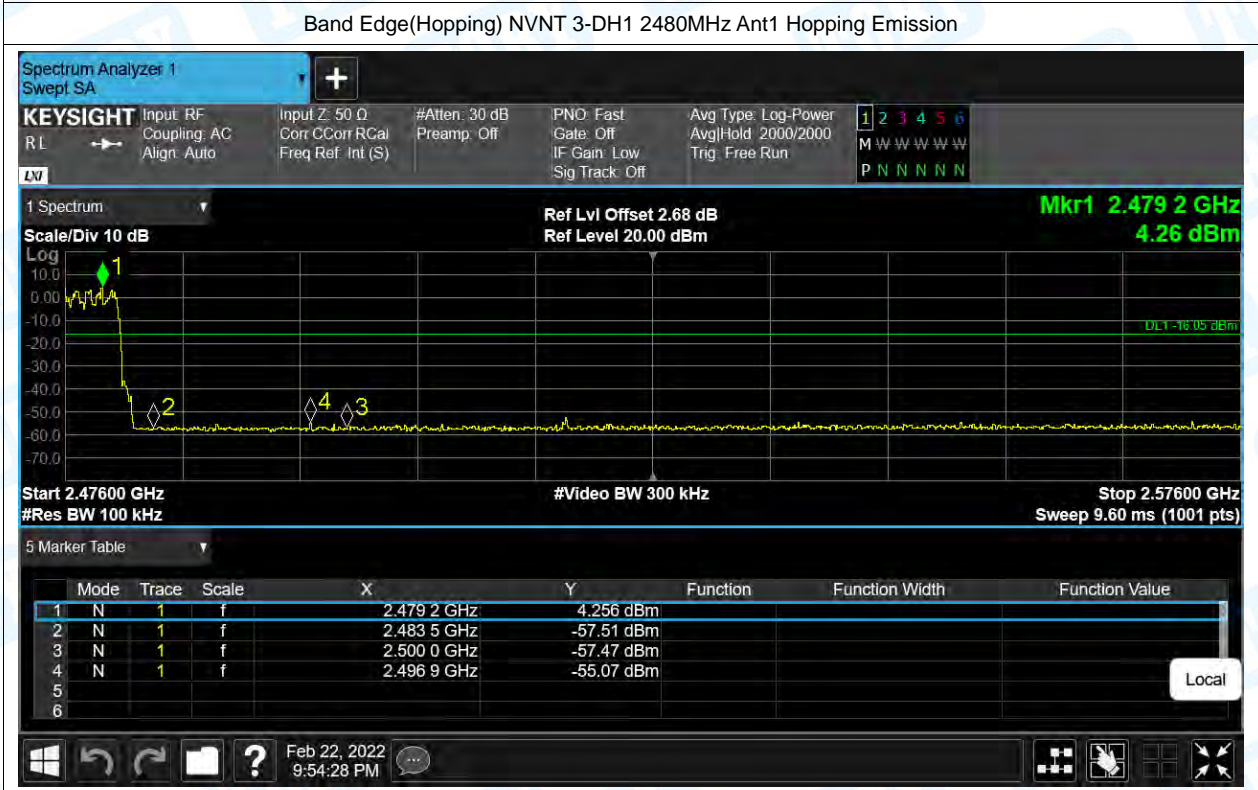 Band Edge(Hopping) NVNT 3-DH1 2480MHz Ant1 Hopping Emission
Spectrum Analyzer 1
Swept SA
+
KEYSIGHT
RL
LXI
Input: RF
Coupling: AC
Align: Auto
Input Z: 50 Ω
Corr CCorr RCal
Freq Ref: Int (S)
#Atten: 30 dB
Preamp: Off
PNO: Fast
Gate: Off
IF Gain: Low
Sig Track: Off
Avg Type: Log-Power
Avg|Hold: 2000/2000
Trig: Free Run
1 2 3 4 5 6
M W W W W W
P N N N N N
1 Spectrum
Scale/Div 10 dB
Ref Lvl Offset 2.68 dB
Ref Level 20.00 dBm
Mkr1 2.479 2 GHz
4.26 dBm
Log
10.0
0.00
-10.0
-20.0
-30.0
-40.0
-50.0
-60.0
-70.0
1
2
4
3
DL1 -16.05 dBm
Start 2.47600 GHz
#Res BW 100 kHz
#Video BW 300 kHz
Stop 2.57600 GHz
Sweep 9.60 ms (1001 pts)
5 Marker Table
Mode Trace Scale X Y Function Function Width Function Value
1 N 1 f 2.479 2 GHz 4.256 dBm
2 N 1 f 2.483 5 GHz -57.51 dBm
3 N 1 f 2.500 0 GHz -57.47 dBm
4 N 1 f 2.496 9 GHz -55.07 dBm
5
6
Local
?
Feb 22, 2022
9:54:28 PM